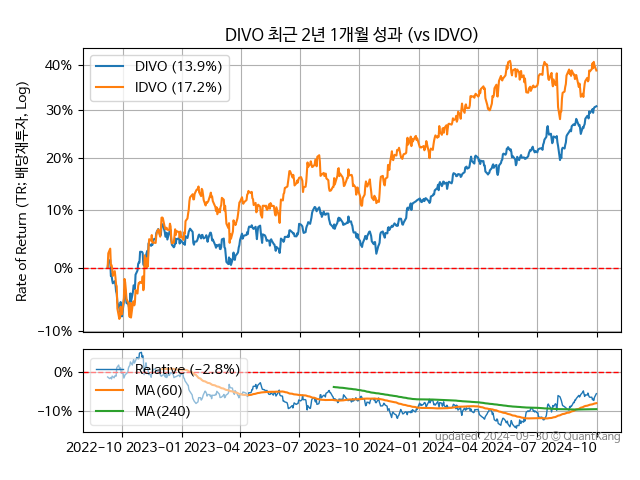 DIVO 최근 2년 1개월 성과 (vs IDVO)
Rate of Return (TR: 배당재투자, Log)
40%
30%
20%
10%
0%
−10%
DIVO (13.9%)
IDVO (17.2%)
0%
−10%
Relative (−2.8%)
MA(60)
MA(240)
2022-10 2023-01 2023-04 2023-07 2023-10 2024-01 2024-04 2024-07 2024-10
updated: 2024-09-30 © QuantKang